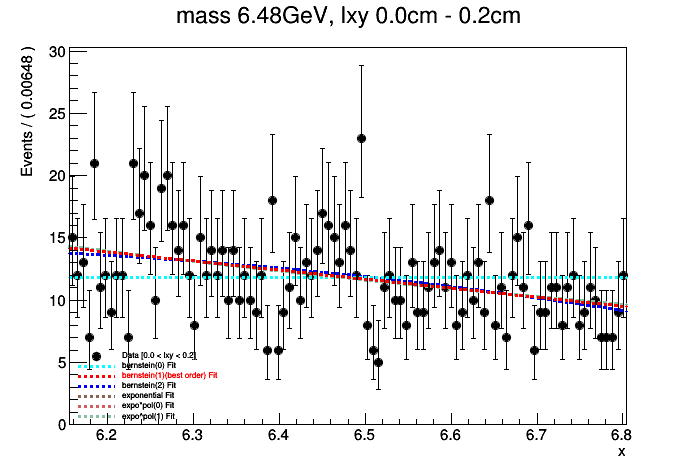 mass 6.48GeV, lxy 0.0cm - 0.2cm
Events / ( 0.00648 )
30
25
20
15
10
5
0
Data [0.0 < lxy < 0.2]
bernstein(0) Fit
bernstein(1)(best order) Fit
bernstein(2) Fit
exponential Fit
expo*pol(0) Fit
expo*pol(1) Fit
6.2 6.3 6.4 6.5 6.6 6.7 6.8
x